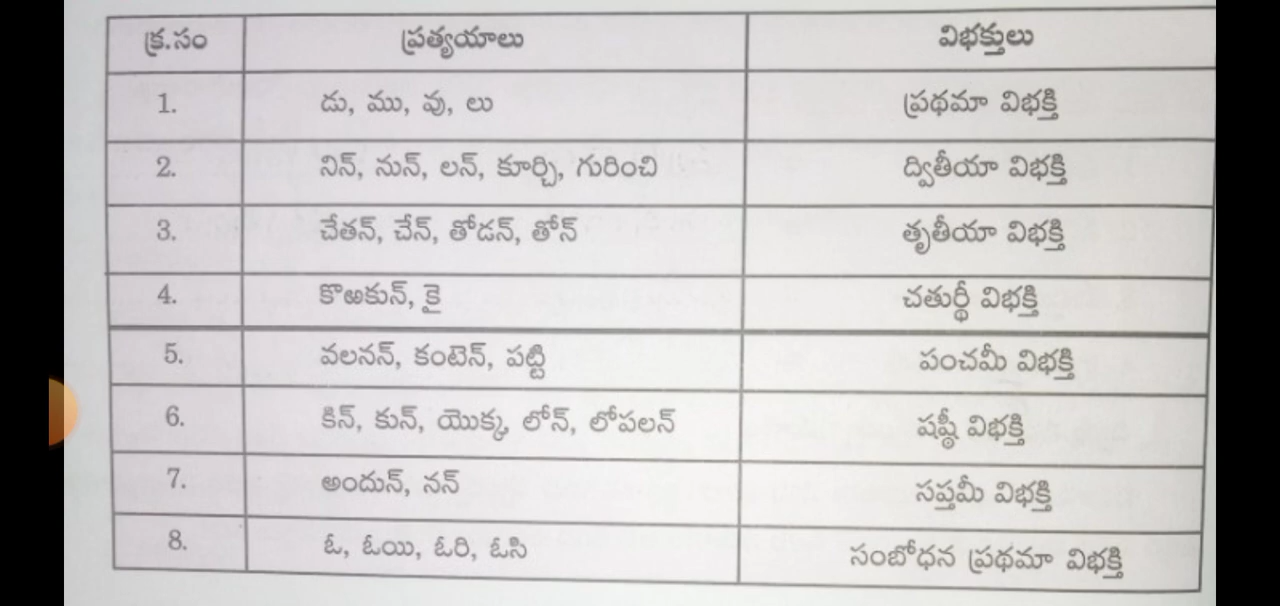 క్ర.సం ప్రత్యయాలు విభక్తులు
1. డు, ము, వు, లు ప్రథమా విభక్తి
2. నిన్, నున్, లన్, కూర్చి, గురించి ద్వితీయా విభక్తి
3. చేతన్, చేన్, తోడన్, తోన్ తృతీయా విభక్తి
4. కొఱకున్, కై చతుర్థీ విభక్తి
5. వలనన్, కంటెన్, పట్టి పంచమీ విభక్తి
6. కిన్, కున్, యొక్క, లోన్, లోపలన్ షష్ఠీ విభక్తి
7. అందున్, నన్ సప్తమీ విభక్తి
8. ఓ, ఓయి, ఓరి, ఓసి సంబోధన ప్రథమా విభక్తి